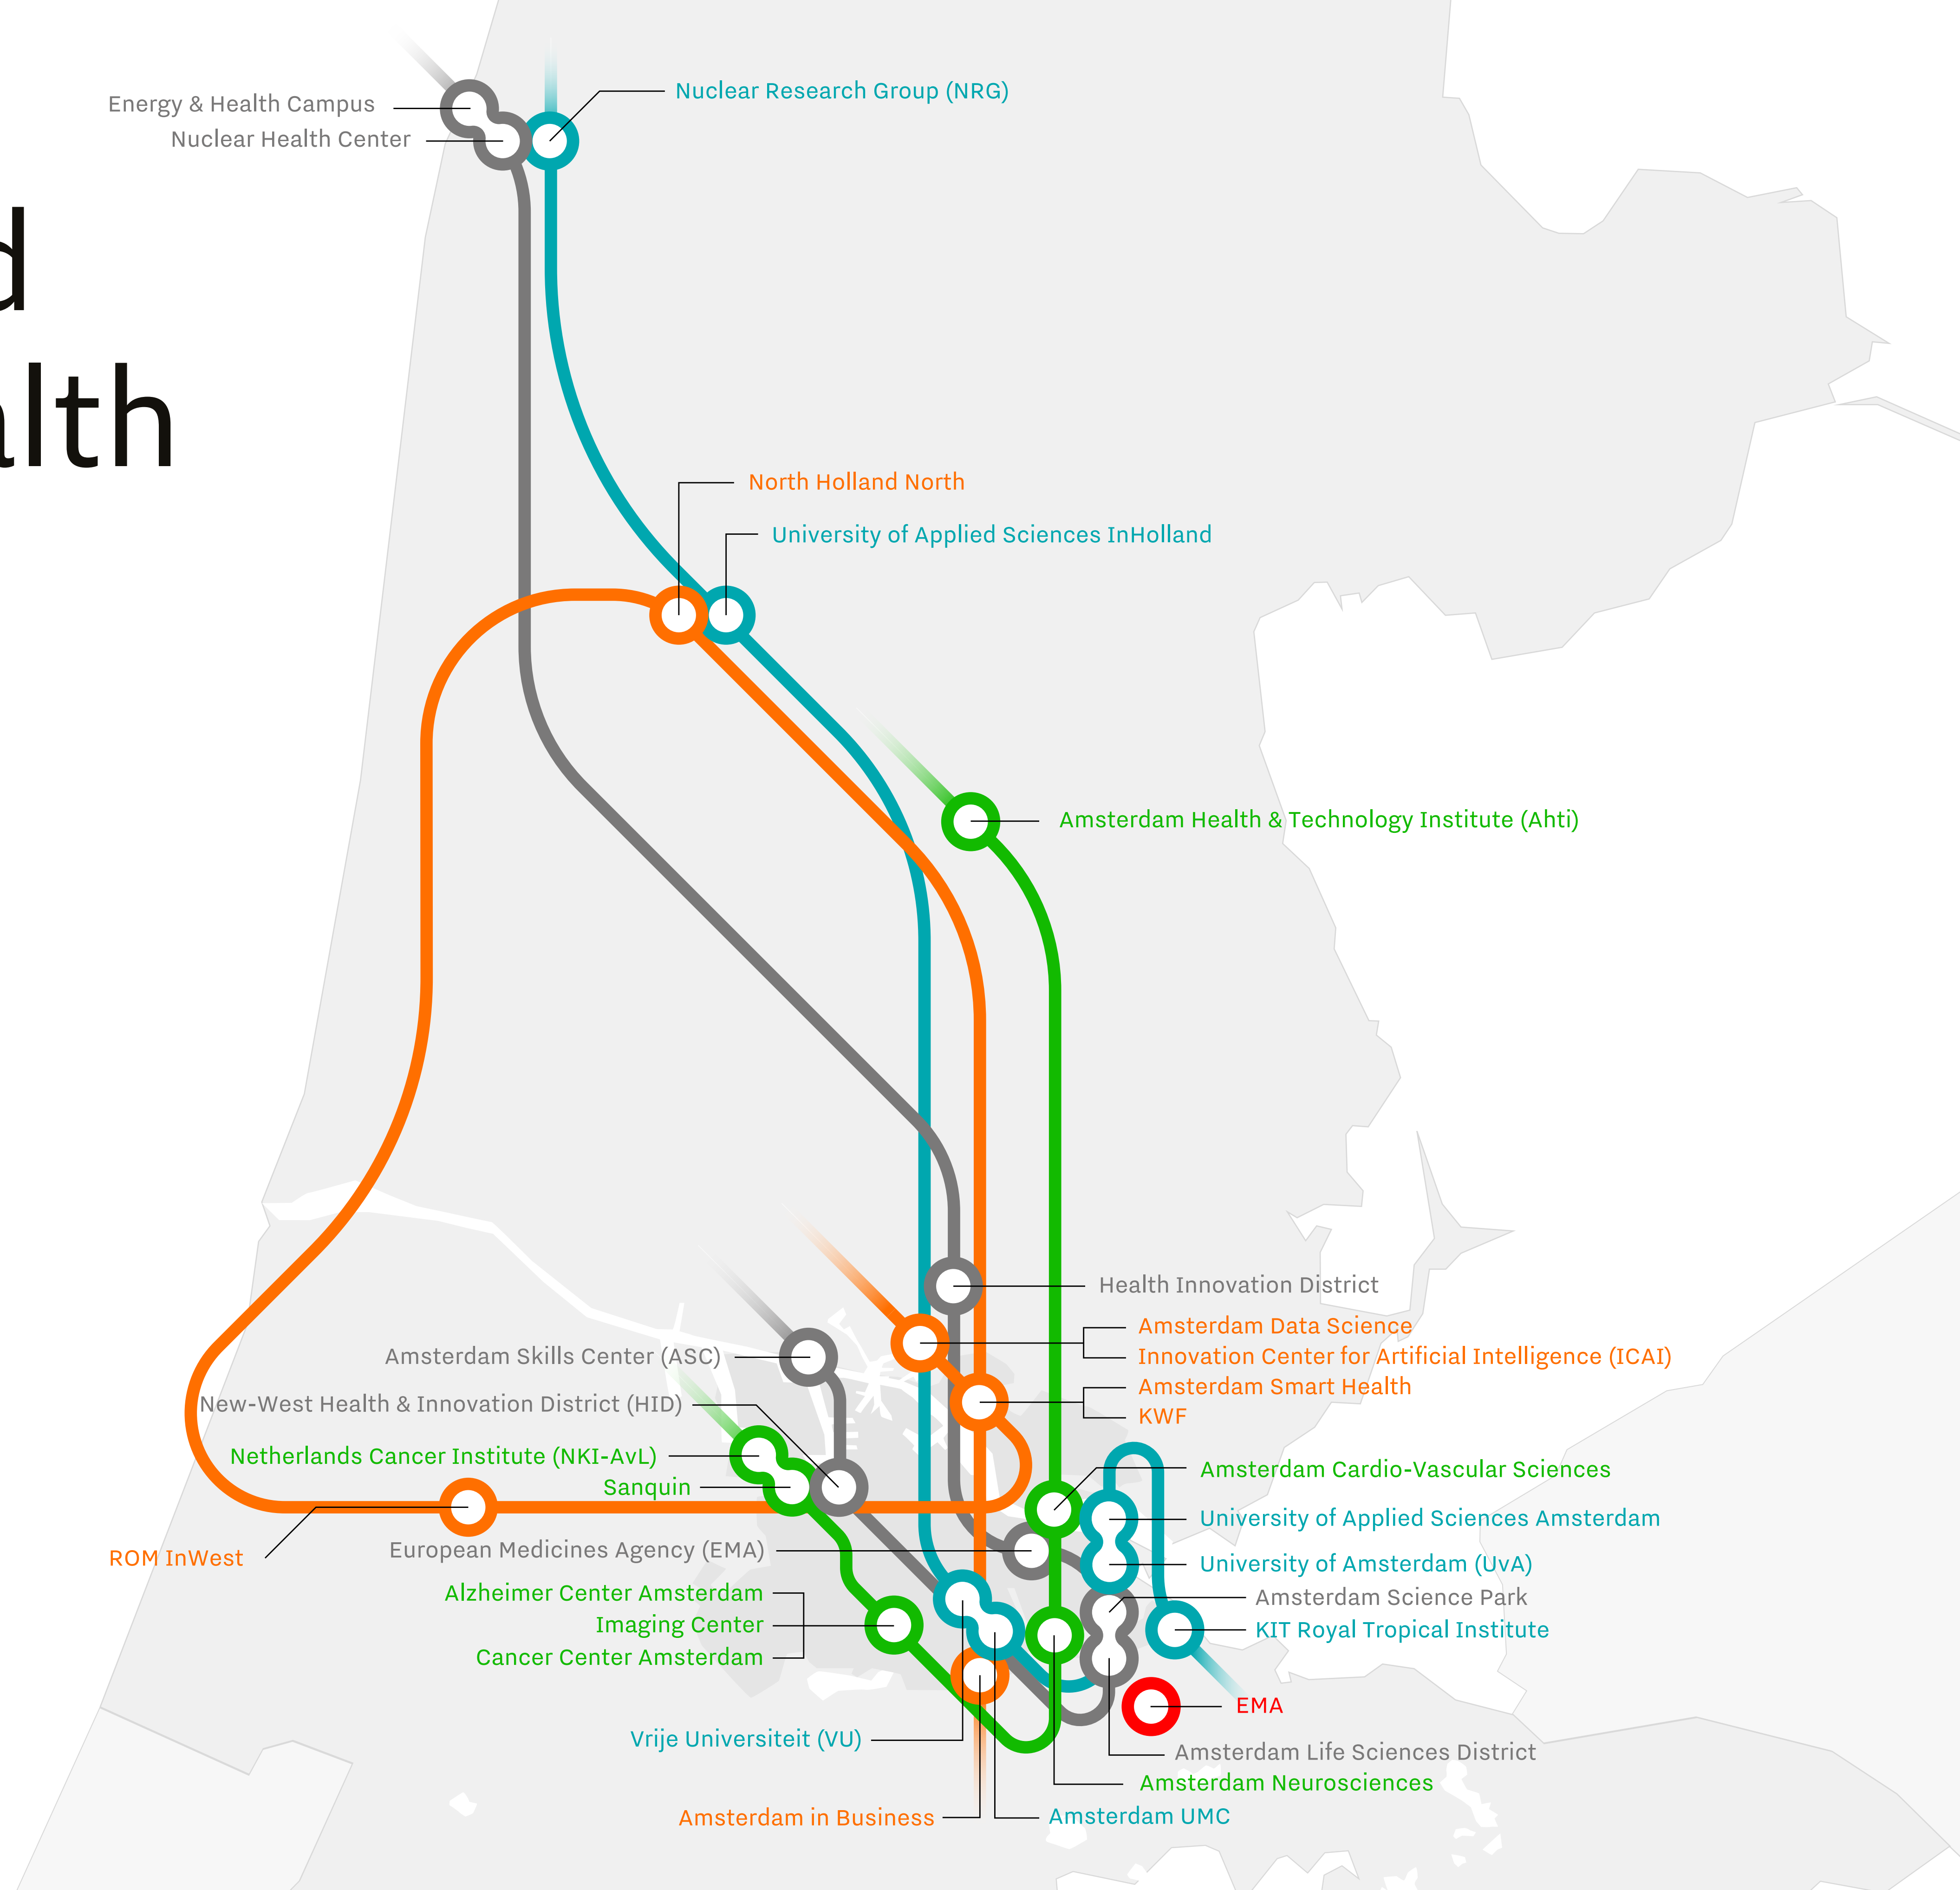 d
alth
Energy & Health Campus
Nuclear Health Center
Nuclear Research Group (NRG)
North Holland North
University of Applied Sciences InHolland
Amsterdam Health & Technology Institute (Ahti)
Health Innovation District
Amsterdam Data Science
Innovation Center for Artificial Intelligence (ICAI)
Amsterdam Smart Health
KWF
Amsterdam Skills Center (ASC)
New-West Health & Innovation District (HID)
Netherlands Cancer Institute (NKI-AvL)
Sanquin
Amsterdam Cardio-Vascular Sciences
University of Applied Sciences Amsterdam
ROM InWest
European Medicines Agency (EMA)
University of Amsterdam (UvA)
Alzheimer Center Amsterdam
Amsterdam Science Park
Imaging Center
KIT Royal Tropical Institute
Cancer Center Amsterdam
EMA
Vrije Universiteit (VU)
Amsterdam Life Sciences District
Amsterdam Neurosciences
Amsterdam in Business
Amsterdam UMC